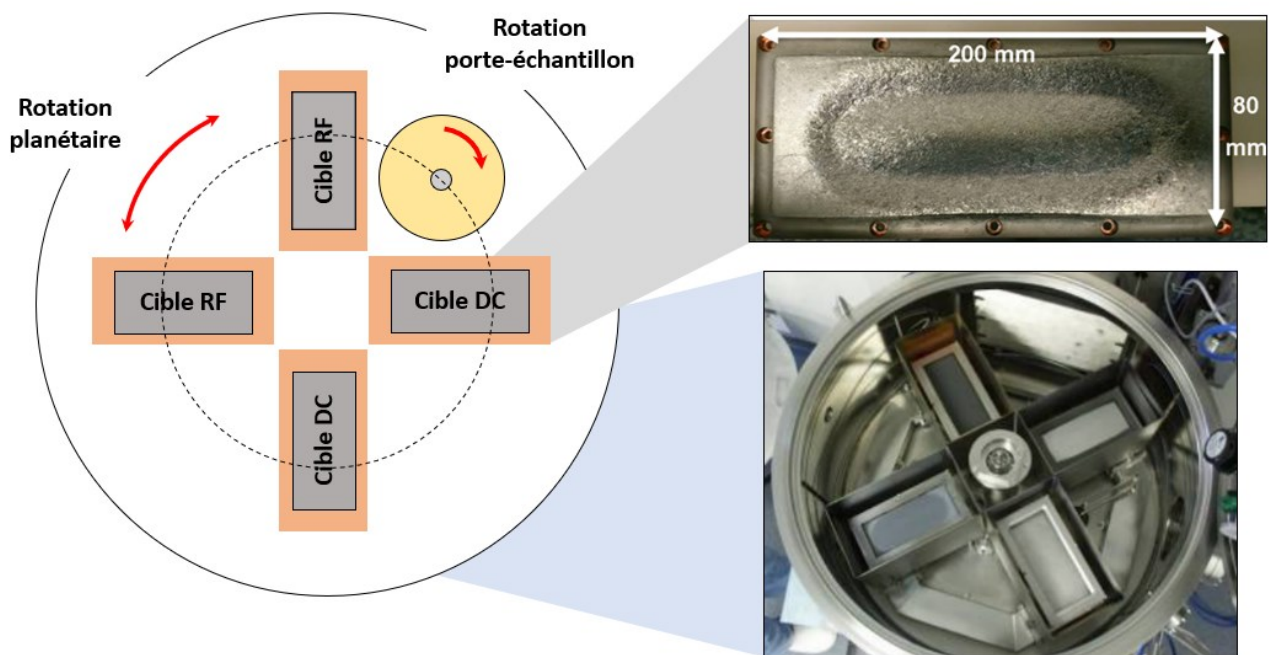 Rotation
porte-échantillon
Rotation
planétaire
Cible RF
Cible RF
Cible DC
Cible DC
200 mm
80
mm